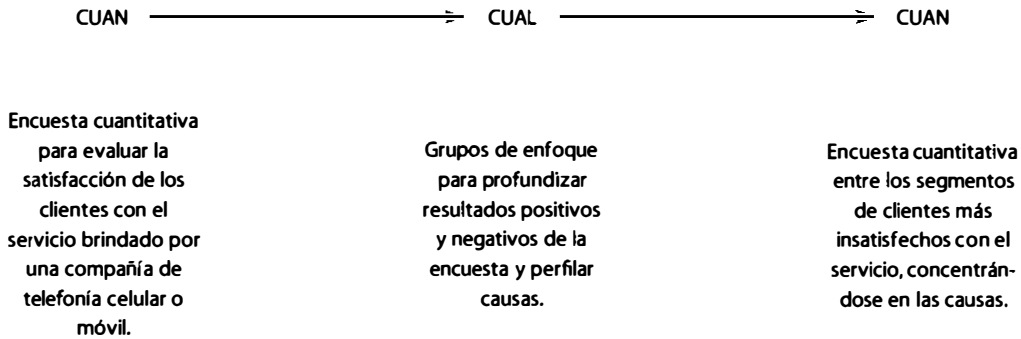 CUAN CUAL CUAN
Encuesta cuantitativa
para evaluar la
satisfacción de los
clientes con el
servicio brindado por
una compañía de
telefonía celular o
móvil.
Grupos de enfoque
para profundizar
resultados positivos
y negativos de la
encuesta y perfilar
causas.
Encuesta cuantitativa
entre los segmentos
de clientes más
insatisfechos con el
servicio, concentrán-
dose en las causas.